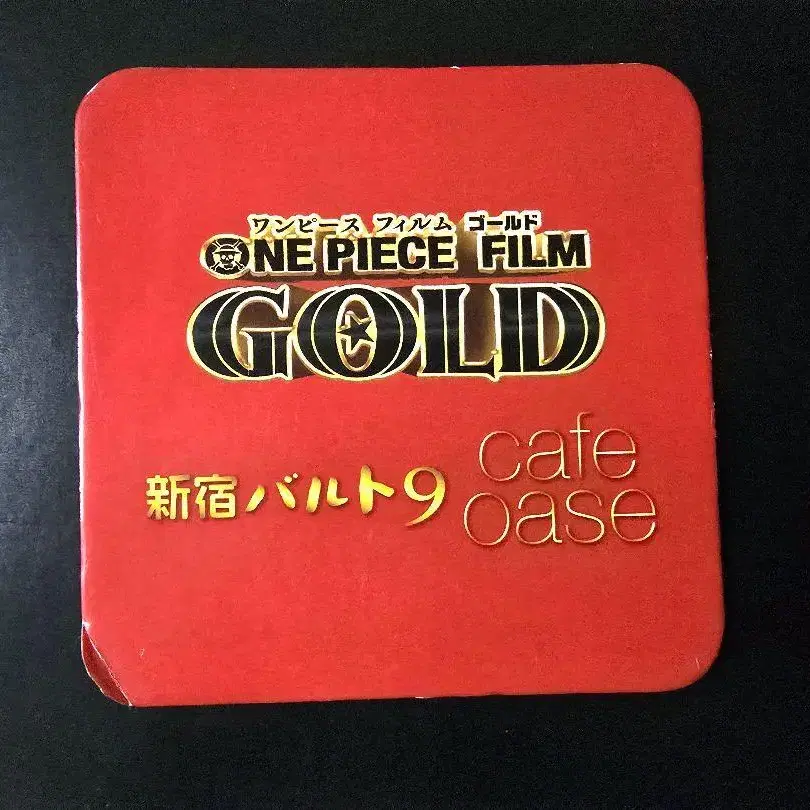 ワンピース フィルム ゴールド
ONE PIECE FILM
GOLD
新宿バルト9
cafe
oase